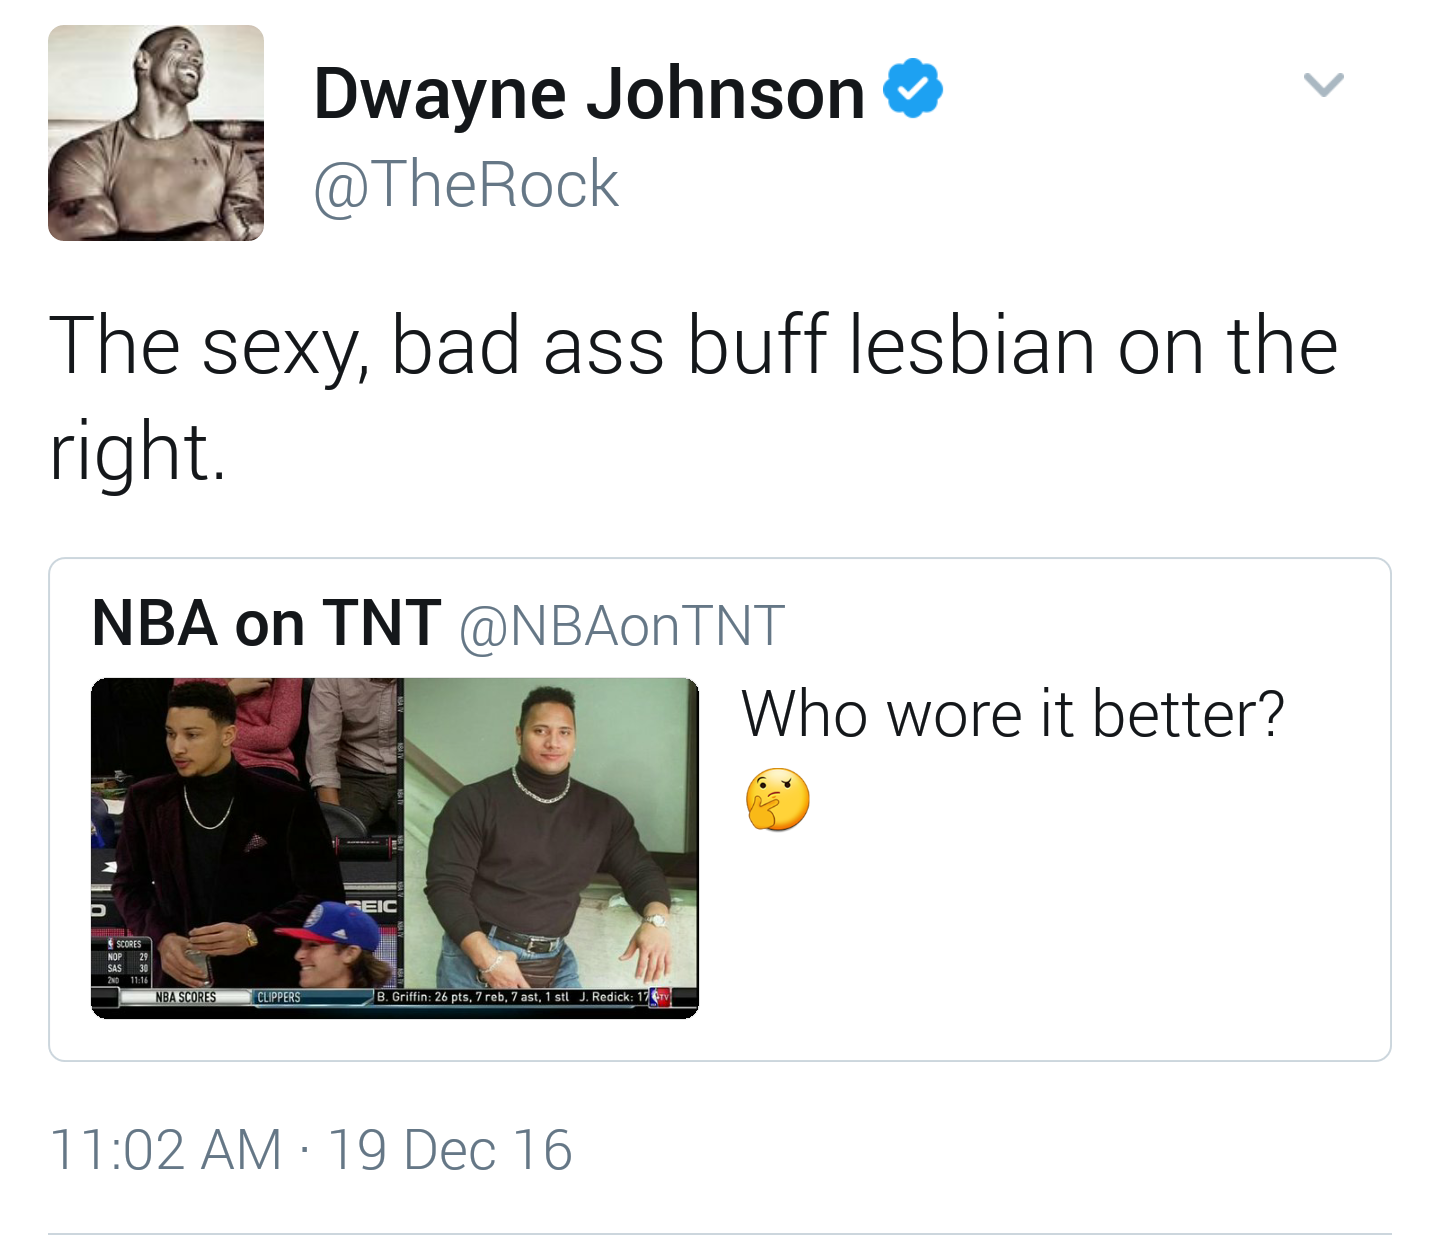 Dwayne Johnson
@TheRock
The sexy, bad ass buff lesbian on the
right.
NBA on TNT @NBAonTNT
Who wore it better?
🤔
GEIC
SCORES
NOP 29
SAS 30
2ND 11:16
NBA SCORES CLIPPERS B. Griffin: 26 pts, 7 reb, 7 ast, 1 stl J. Redick: 17
11:02 AM · 19 Dec 16